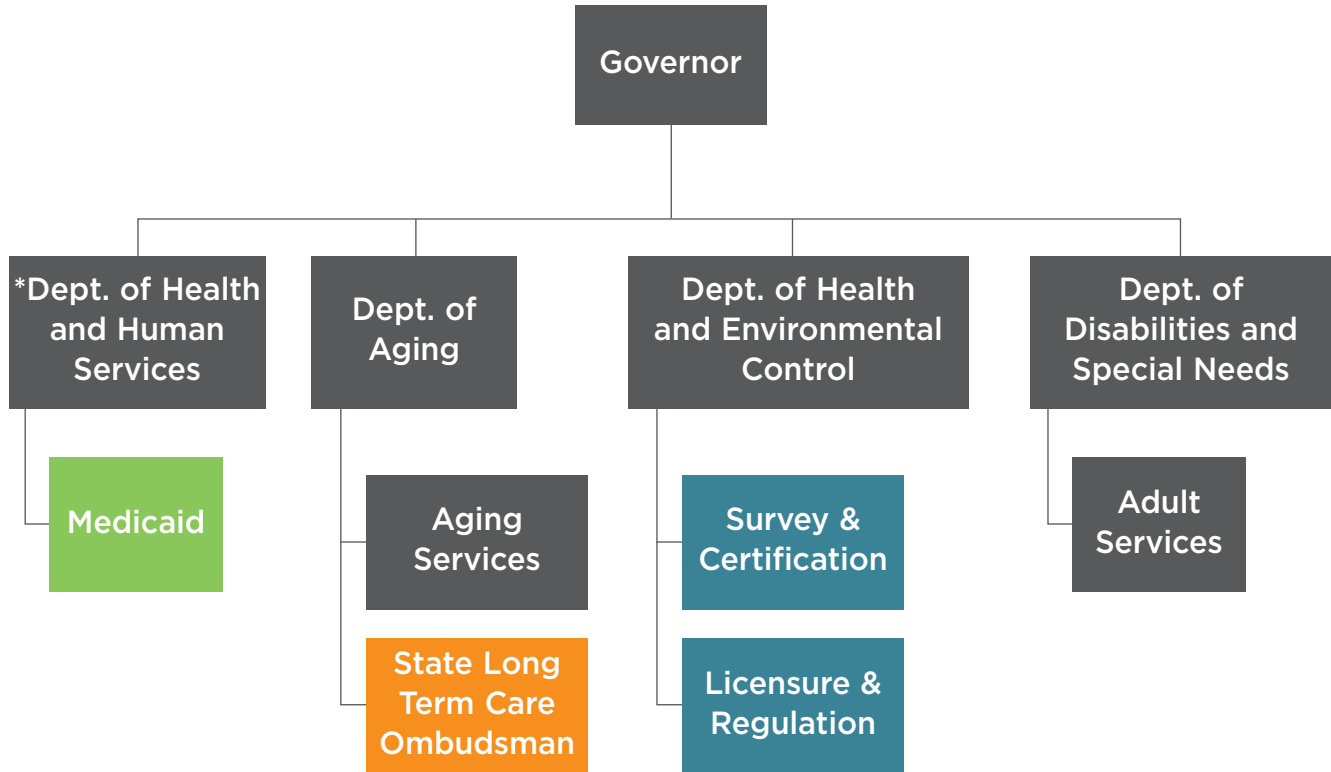 Governor
*Dept. of Health
and Human
Services
Dept. of
Aging
Dept. of Health
and Environmental
Control
Dept. of
Disabilities and
Special Needs
Medicaid
Aging
Services
Survey &
Certification
Adult
Services
State Long
Term Care
Ombudsman
Licensure &
Regulation